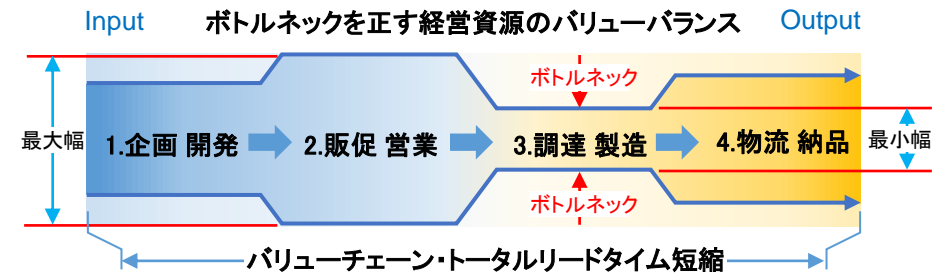 Input
ボトルネックを正す経営資源のバリューバランス
Output
ボトルネック
最大幅
1.企画 開発
2.販促 営業
3.調達 製造
4.物流 納品
最小幅
ボトルネック
バリューチェーン・トータルリードタイム短縮